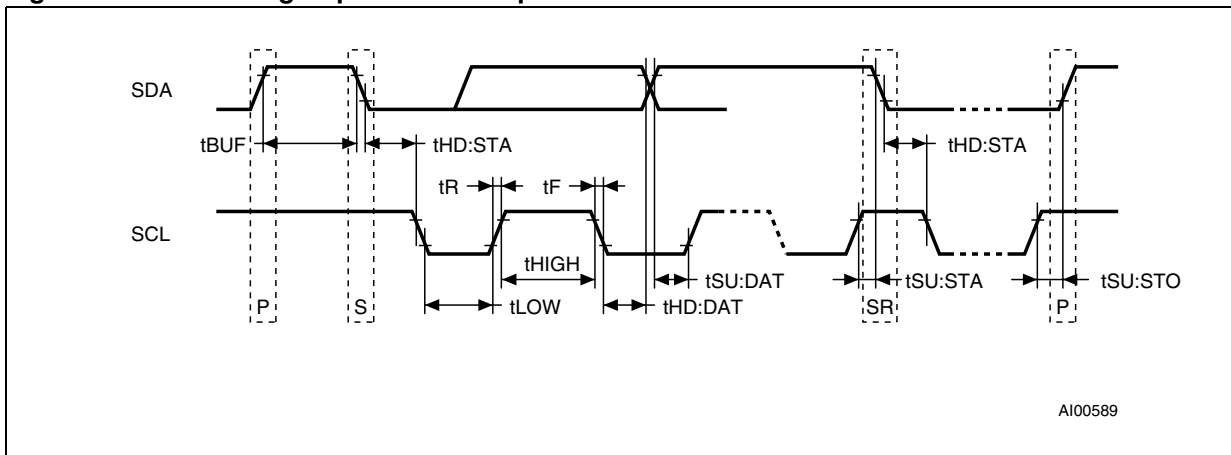 SDA
tBUF
tHD:STA
tHD:STA
tR
tF
SCL
tHIGH
tSU:DAT
tSU:STA
tSU:STO
P
S
tLOW
tHD:DAT
SR
P
AI00589